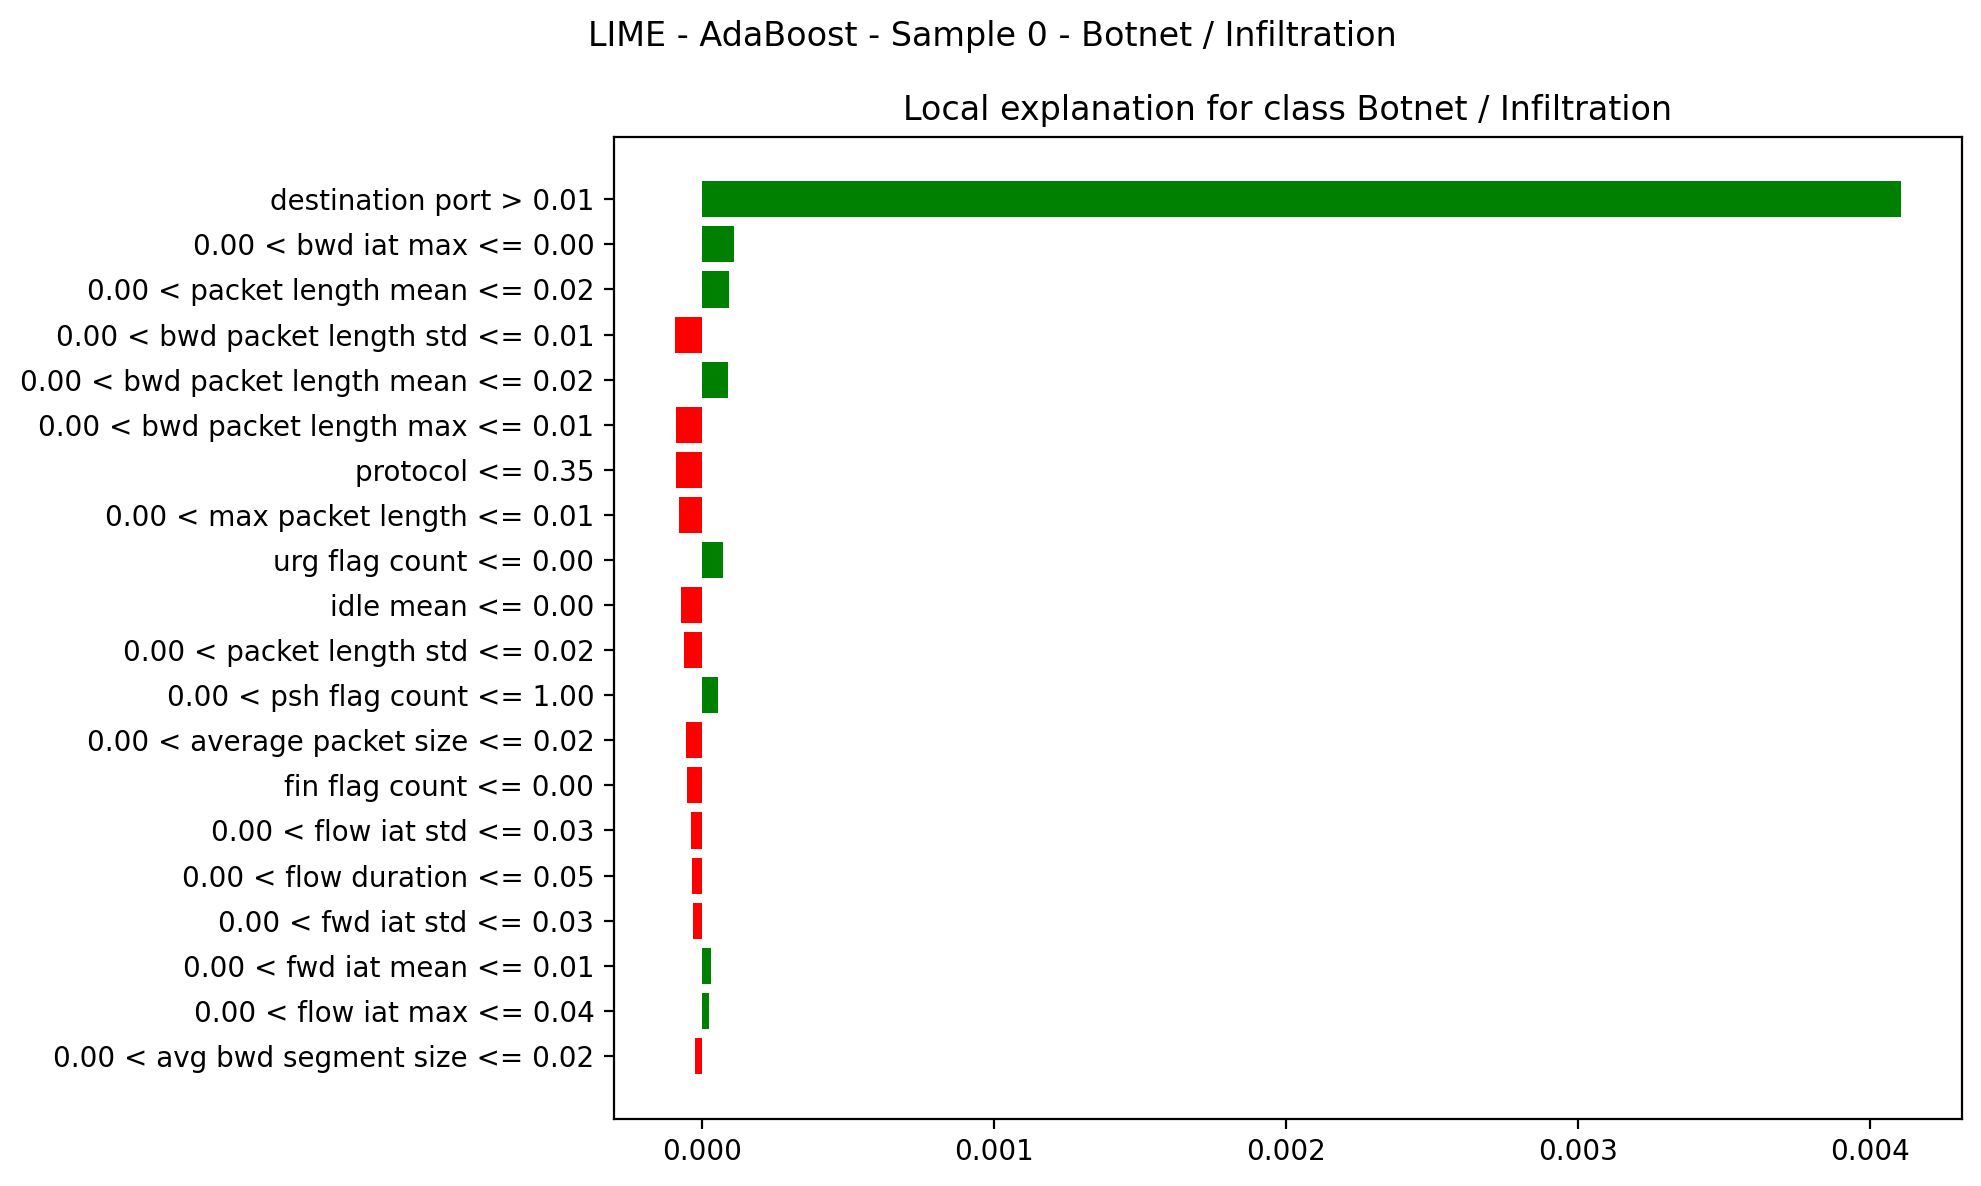 LIME - AdaBoost - Sample 0 - Botnet / Infiltration
Local explanation for class Botnet / Infiltration
destination port > 0.01
0.00 < bwd iat max <= 0.00
0.00 < packet length mean <= 0.02
0.00 < bwd packet length std <= 0.01
0.00 < bwd packet length mean <= 0.02
0.00 < bwd packet length max <= 0.01
protocol <= 0.35
0.00 < max packet length <= 0.01
urg flag count <= 0.00
idle mean <= 0.00
0.00 < packet length std <= 0.02
0.00 < psh flag count <= 1.00
0.00 < average packet size <= 0.02
fin flag count <= 0.00
0.00 < flow iat std <= 0.03
0.00 < flow duration <= 0.05
0.00 < fwd iat std <= 0.03
0.00 < fwd iat mean <= 0.01
0.00 < flow iat max <= 0.04
0.00 < avg bwd segment size <= 0.02
0.000 0.001 0.002 0.003 0.004